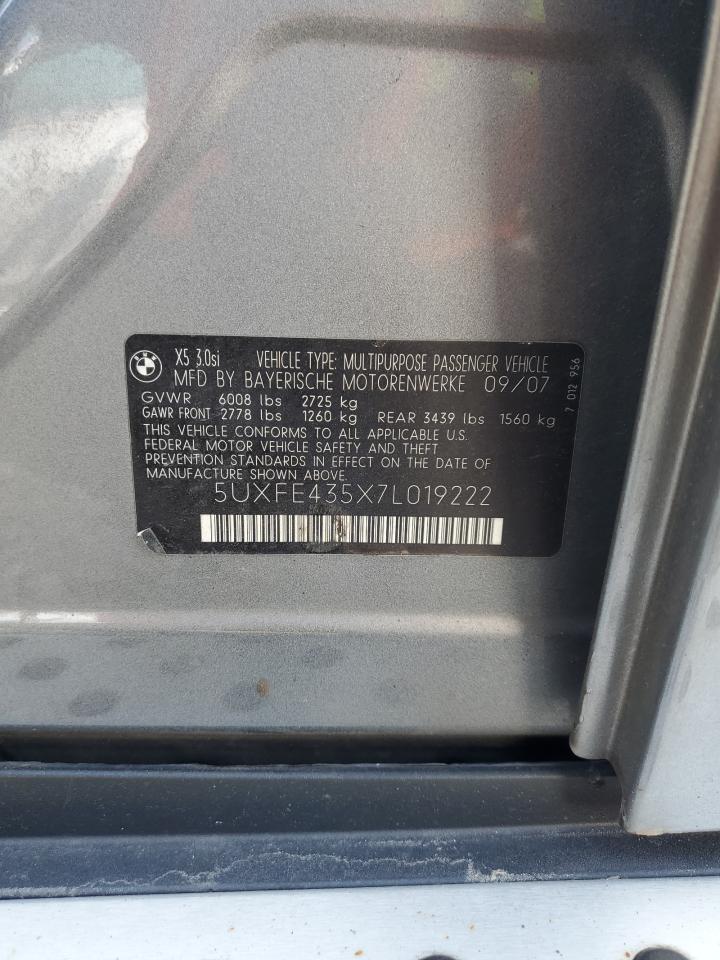 BMW
X5 3.0si VEHICLE TYPE: MULTIPURPOSE PASSENGER VEHICLE
MFD BY BAYERISCHE MOTORENWERKE 09/07
GVWR 6008 lbs 2725 kg
GAWR FRONT 2778 lbs 1260 kg REAR 3439 lbs 1560 kg
THIS VEHICLE CONFORMS TO ALL APPLICABLE U.S.
FEDERAL MOTOR VEHICLE SAFETY AND THEFT
PREVENTION STANDARDS IN EFFECT ON THE DATE OF
MANUFACTURE SHOWN ABOVE.
5UXFE435X7L019222
7 012 956